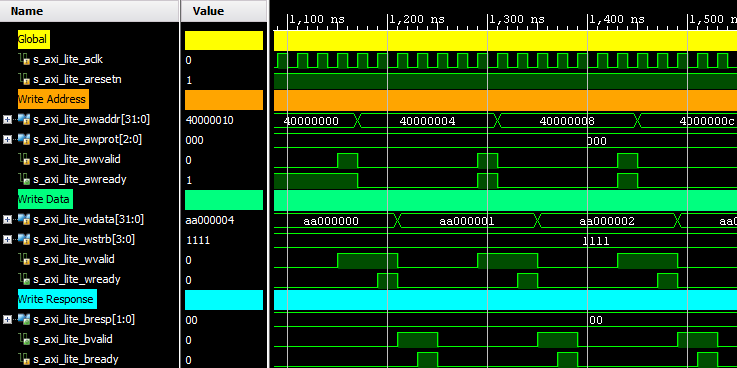 Name Value
1,100 ns 1,200 ns 1,300 ns 1,400 ns 1,500 ns
Global
s_axi_lite_aclk 0
s_axi_lite_aresetn 1
Write Address
s_axi_lite_awaddr[31:0] 40000010 40000000 40000004 40000008 4000000c
s_axi_lite_awprot[2:0] 000 000
s_axi_lite_awvalid 0
s_axi_lite_awready 1
Write Data
s_axi_lite_wdata[31:0] aa000004 aa000000 aa000001 aa000002 aa0
s_axi_lite_wstrb[3:0] 1111 1111
s_axi_lite_wvalid 0
s_axi_lite_wready 0
Write Response
s_axi_lite_bresp[1:0] 00 00
s_axi_lite_bvalid 0
s_axi_lite_bready 0